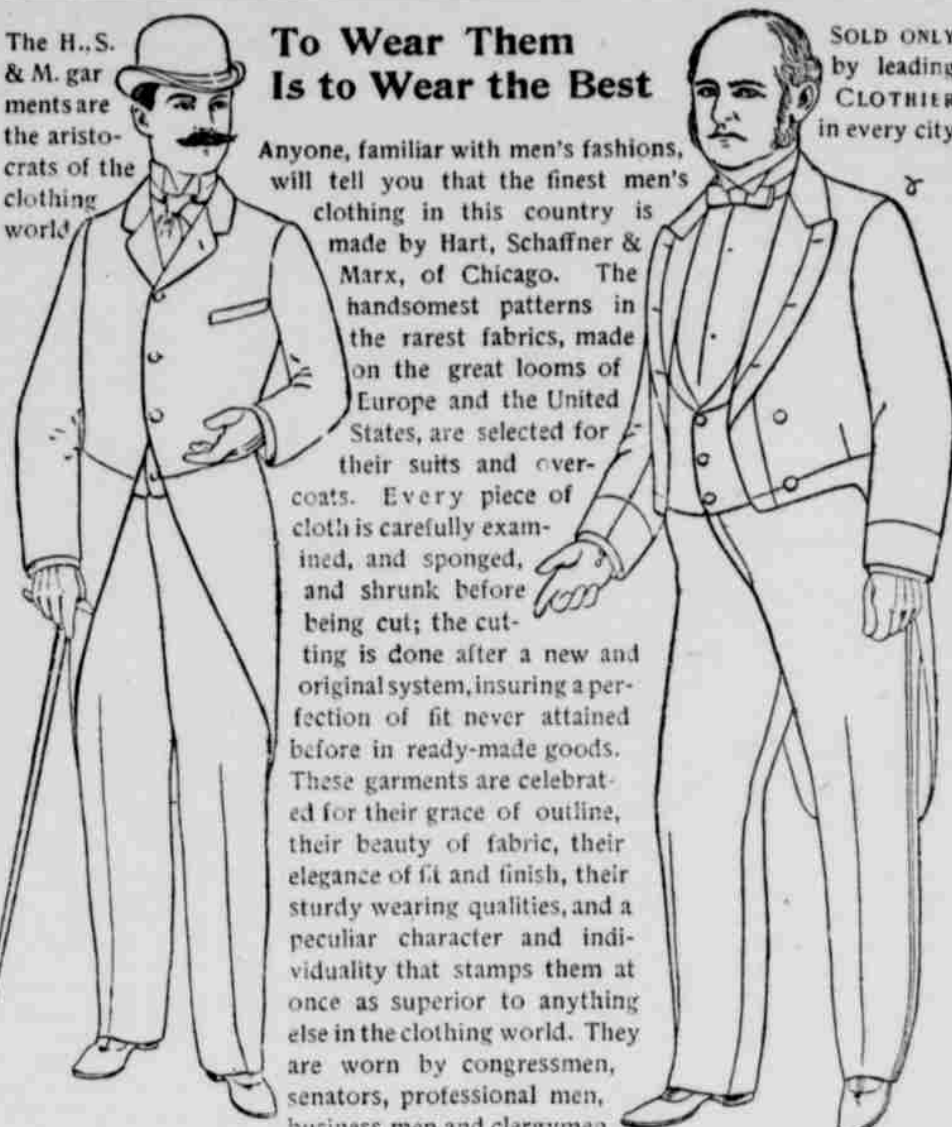 The H., S.
& M. gar
ments are
the aristo-
crats of the
clothing
world
To Wear Them
Is to Wear the Best
SOLD ONLY
by leading
CLOTHIER
in every city
Anyone, familiar with men's fashions,
will tell you that the finest men's
clothing in this country is
made by Hart, Schaffner &
Marx, of Chicago. The
handsomest patterns in
the rarest fabrics, made
on the great looms of
Europe and the United
States, are selected for
their suits and over-
coats. Every piece of
cloth is carefully exam-
ined, and sponged,
and shrunk before
being cut; the cut-
ting is done after a new and
original system, insuring a per-
fection of fit never attained
before in ready-made goods.
These garments are celebrat-
ed for their grace of outline,
their beauty of fabric, their
elegance of fit and finish, their
sturdy wearing qualities, and a
peculiar character and indi-
viduality that stamps them at
once as superior to anything
else in the clothing world. They
are worn by congressmen,
senators, professional men,
business men and clergymen